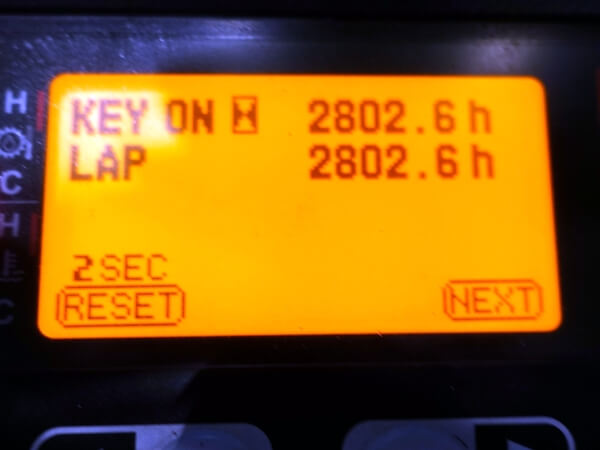 H
C
H
C
KEY ON 2802.6 h
LAP 2802.6 h
2 SEC
RESET NEXT